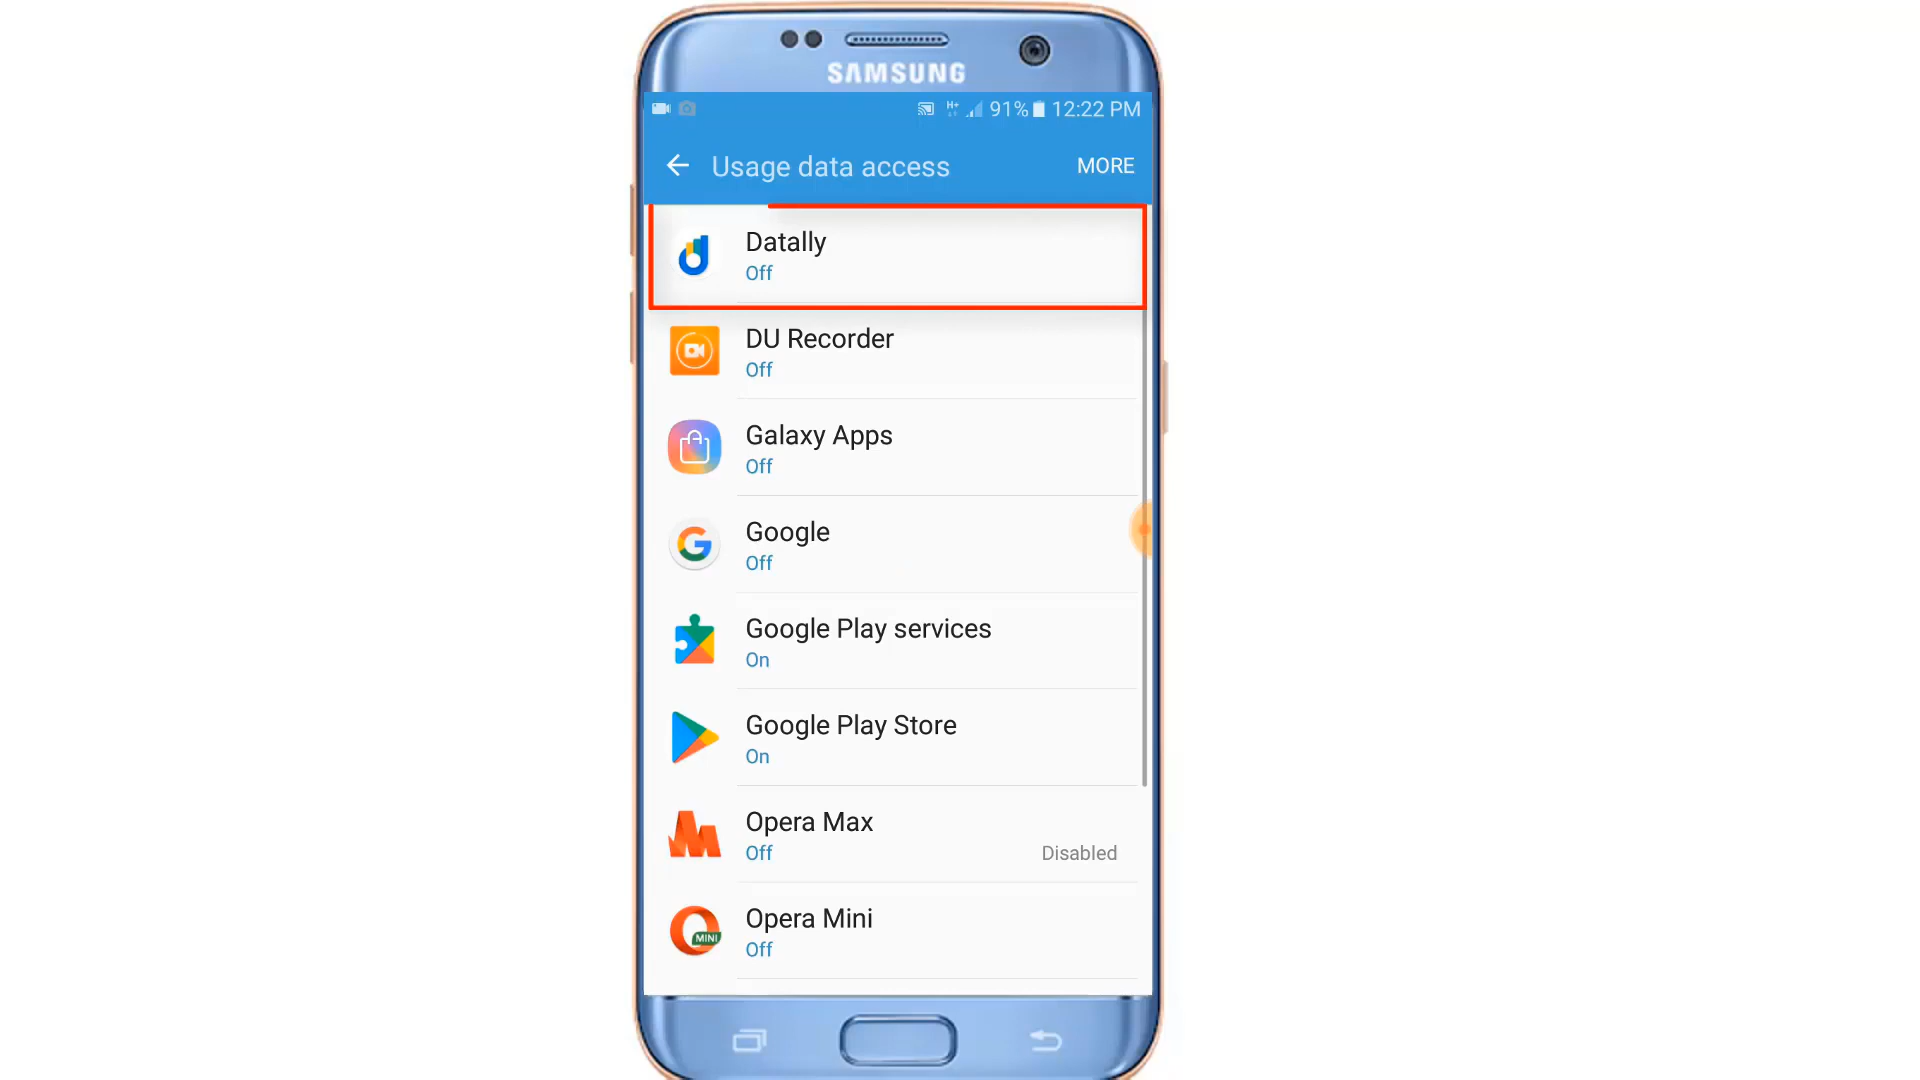 SAMSUNG
H+ 91% 12:22 PM
Usage data access MORE
Datally
Off
DU Recorder
Off
Galaxy Apps
Off
Google
Off
Google Play services
On
Google Play Store
On
Opera Max
Off Disabled
MINI
Opera Mini
Off